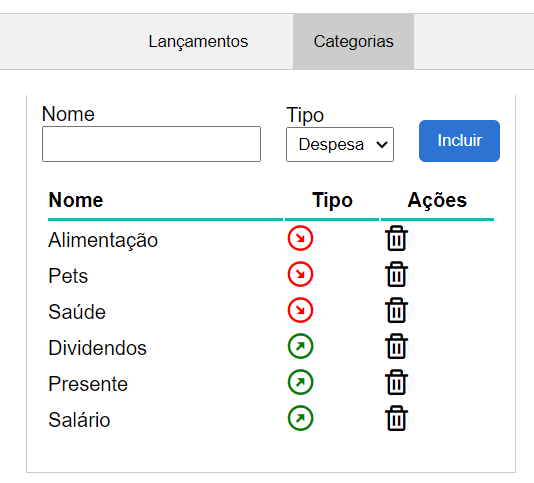 Lançamentos Categorias
Nome Tipo
Despesa Incluir
Nome Tipo Ações
Alimentação
Pets
Saúde
Dividendos
Presente
Salário